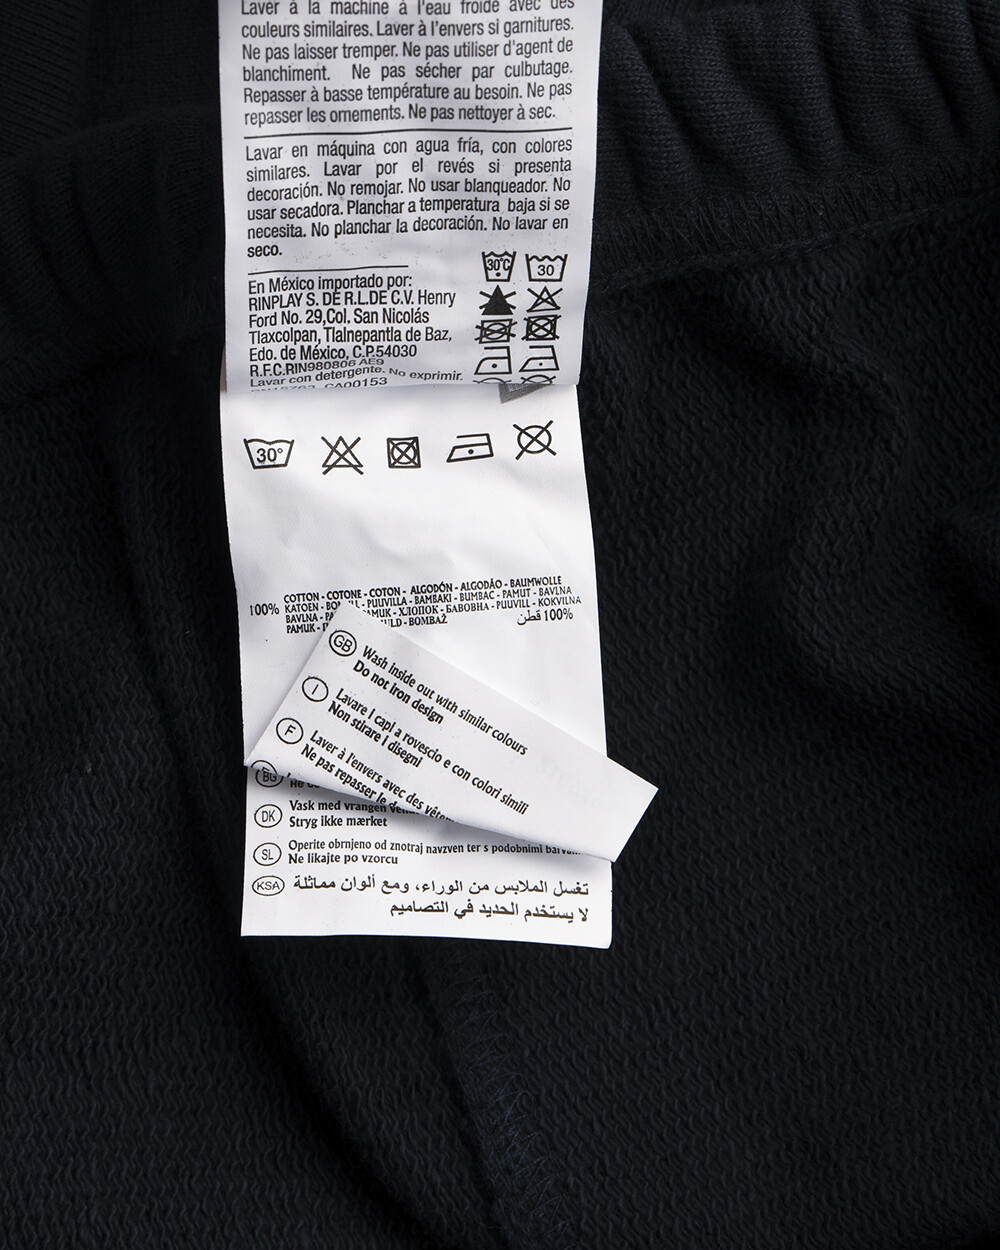 Laver à la machine à l'eau froide avec des
couleurs similaires. Laver à l'envers si garnitures.
Ne pas laisser tremper. Ne pas utiliser d'agent de
blanchiment. Ne pas sécher par culbutage.
Repasser à basse température au besoin. Ne pas
repasser les ornements. Ne pas nettoyer à sec.
Lavar en máquina con agua fría, con colores
similares. Lavar por el revés si presenta
decoración. No remojar. No usar blanqueador. No
usar secadora. Planchar a temperatura baja si se
necesita. No planchar la decoración. No lavar en
seco.
En México importado por:
RINPLAY S. DE R.L.DE C.V. Henry
Ford No. 29,Col. San Nicolás
Tlaxcolpan, Tlalnepantla de Baz,
Edo. de México, C.P.54030
R.F.C.RIN980806 AE9
Lavar con detergente. No exprimir.
CA00153
30°C
30
30°
COTTON - COTONE - COTON - ALGODÓN - ALGODÃO - BAUMWOLLE
100% KATOEN - PUUVILLA - BAMBAKI - BUMBAC - PAMUT - BAVLNA
BAVLNA - ХЛОПОК - БАВОВНА - PUUVILL - KOKVILNA
PAMUK - BOMBAŽ
100% قطن
GB Wash inside out with similar colours
Do not iron design
I Lavare i capi a rovescio e con colori simili
Non stirare i disegni
F Laver à l'envers avec des
Ne pas repasser le
BG
DK Vask med vrangen
Stryg ikke mærket
SL Operite obrnjeno od znotraj navzven ter s podobnimi
Ne likajte po vzorcu
KSA تغسل الملابس من الوراء، ومع ألوان مماثلة
لا يستخدم الحديد في التصاميم